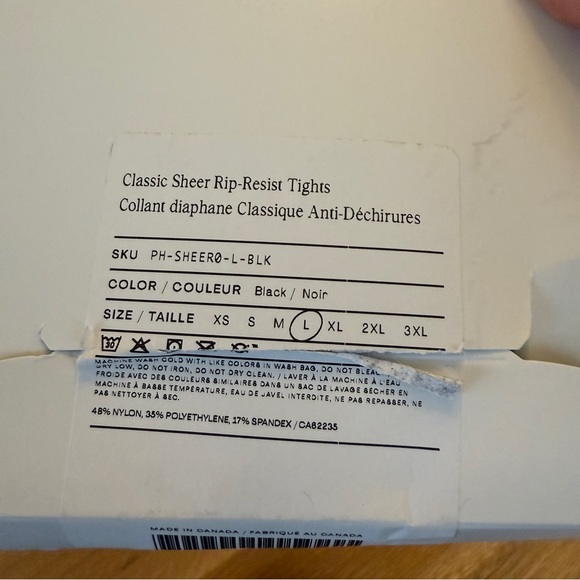 Classic Sheer Rip-Resist Tights
Collant diaphane Classique Anti-Déchirures
SKU PH-SHEER0-L-BLK
COLOR / COULEUR Black / Noir
SIZE / TAILLE XS S M L XL 2XL 3XL
30
MACHINE WASH COLD WITH LIKE COLORS IN WASH BAG, DO NOT BLEACH,
DRY LOW, DO NOT IRON, DO NOT DRY CLEAN. / LAVER À LA MACHINE À L'EAU
FROIDE AVEC DES COULEURS SIMILAIRES DANS UN SAC DE LAVAGE SÉCHER EN
MACHINE À BASSE TEMPÉRATURE, EAU DE JAVEL INTERDITE, NE PAS REPASSER, NE
PAS NETTOYER À SEC.
48% NYLON, 35% POLYETHYLENE, 17% SPANDEX / CA62235
MADE IN CANADA / FABRIQUÉ AU CANADA